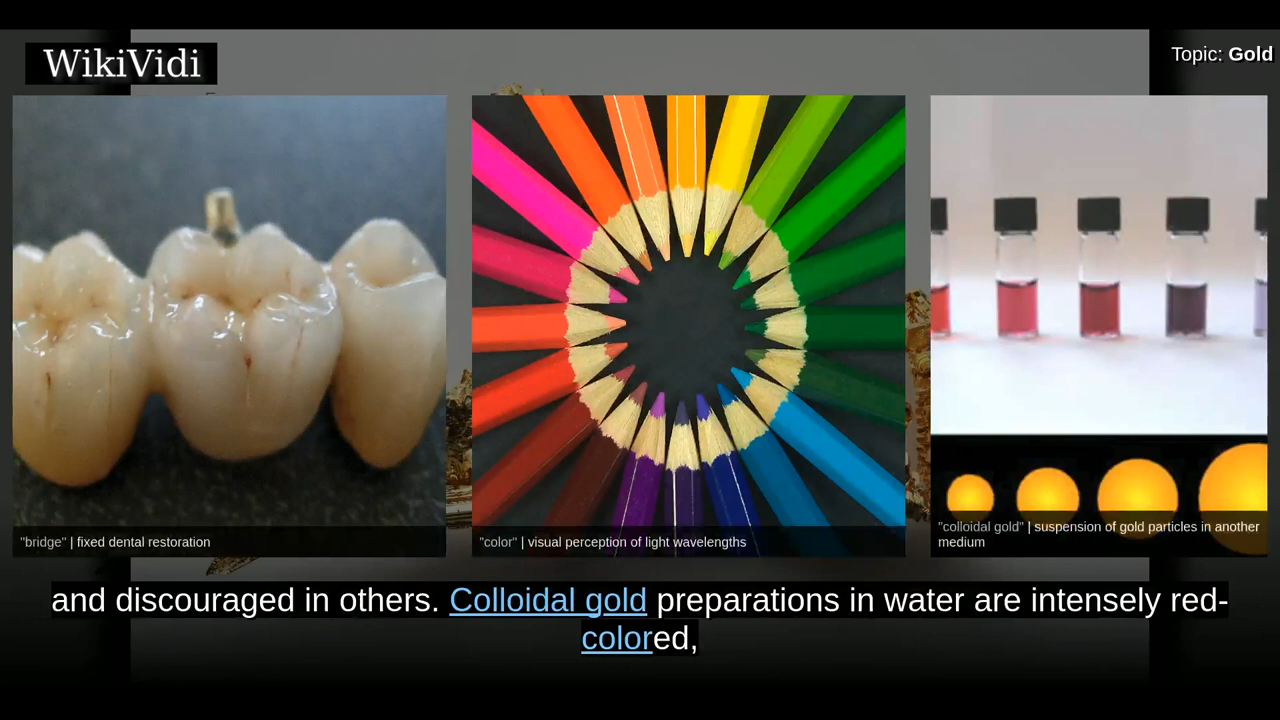 WikiVidi
Topic: Gold
"bridge" | fixed dental restoration
"color" | visual perception of light wavelengths
"colloidal gold" | suspension of gold particles in another
medium
and discouraged in others. Colloidal gold preparations in water are intensely red-
colored,